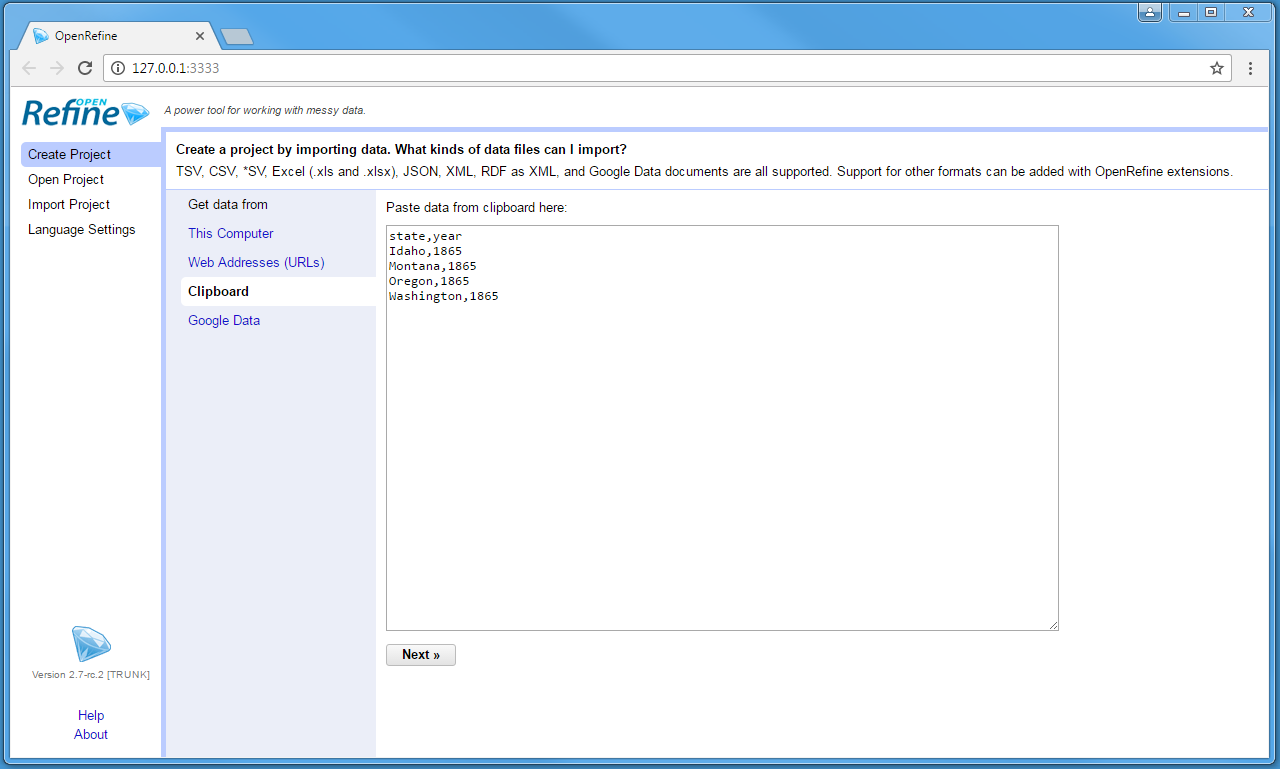 OpenRefine
127.0.0.1:3333
OPEN
Refine
A power tool for working with messy data.
Create Project
Open Project
Import Project
Language Settings
Create a project by importing data. What kinds of data files can I import?
TSV, CSV, *SV, Excel (.xls and .xlsx), JSON, XML, RDF as XML, and Google Data documents are all supported. Support for other formats can be added with OpenRefine extensions.
Get data from
This Computer
Web Addresses (URLs)
Clipboard
Google Data
Paste data from clipboard here:
state,year
Idaho,1865
Montana,1865
Oregon,1865
Washington,1865
Next »
Version 2.7-rc.2 [TRUNK]
Help
About